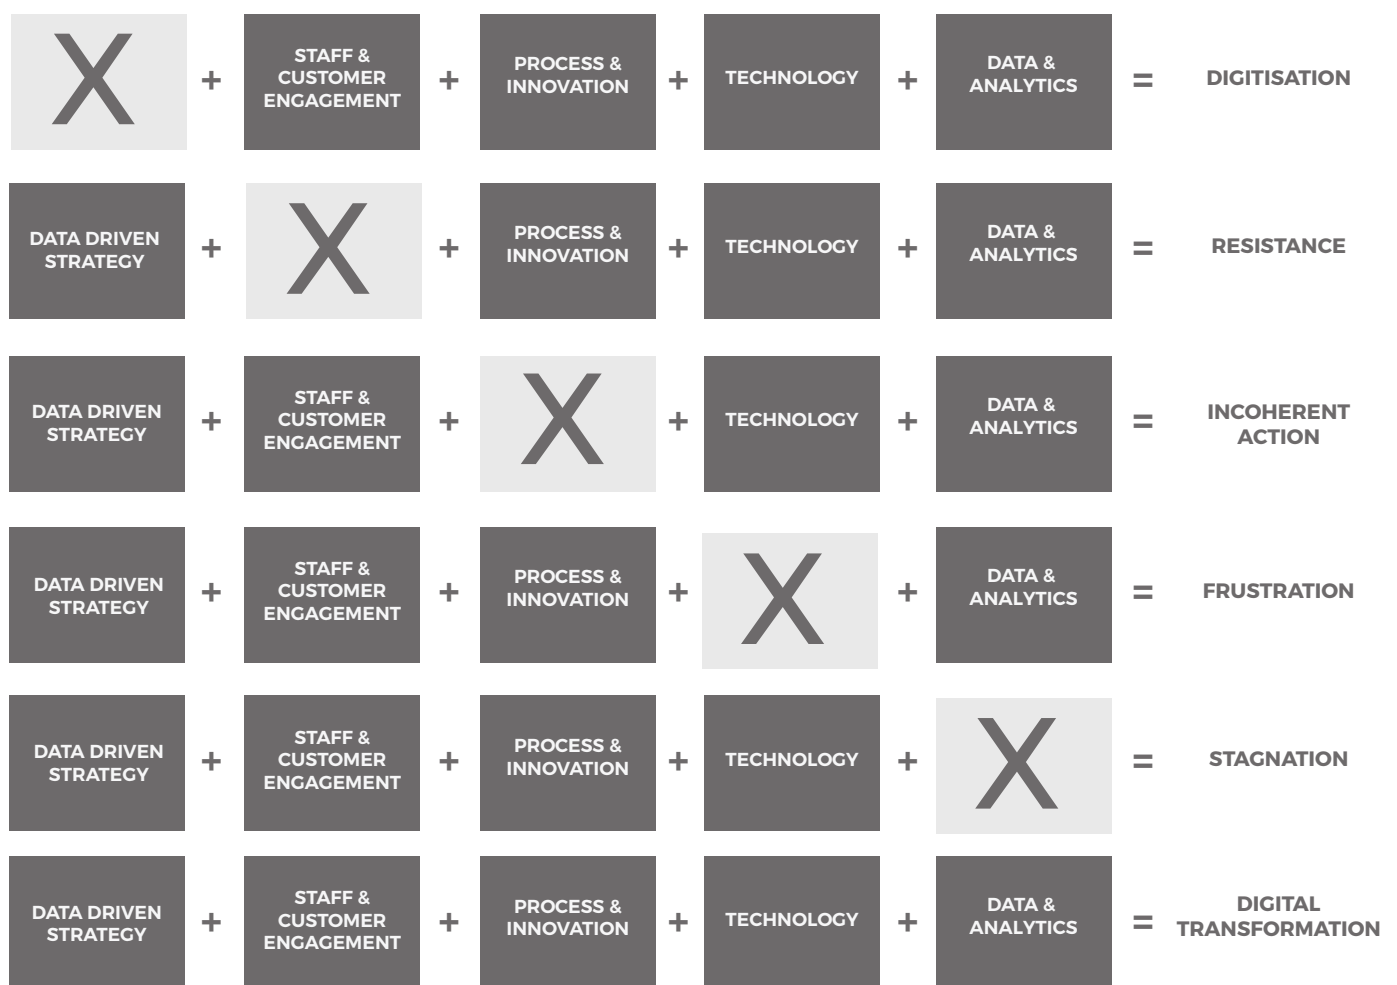 X + STAFF & CUSTOMER ENGAGEMENT + PROCESS & INNOVATION + TECHNOLOGY + DATA & ANALYTICS = DIGITISATION
DATA DRIVEN STRATEGY + X + PROCESS & INNOVATION + TECHNOLOGY + DATA & ANALYTICS = RESISTANCE
DATA DRIVEN STRATEGY + STAFF & CUSTOMER ENGAGEMENT + X + TECHNOLOGY + DATA & ANALYTICS = INCOHERENT ACTION
DATA DRIVEN STRATEGY + STAFF & CUSTOMER ENGAGEMENT + PROCESS & INNOVATION + X + DATA & ANALYTICS = FRUSTRATION
DATA DRIVEN STRATEGY + STAFF & CUSTOMER ENGAGEMENT + PROCESS & INNOVATION + TECHNOLOGY + X = STAGNATION
DATA DRIVEN STRATEGY + STAFF & CUSTOMER ENGAGEMENT + PROCESS & INNOVATION + TECHNOLOGY + DATA & ANALYTICS = DIGITAL TRANSFORMATION